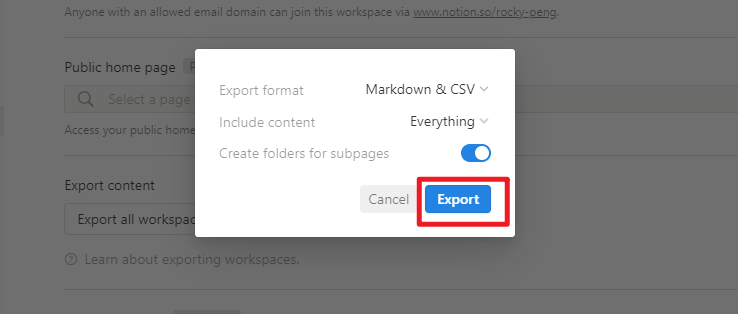 Anyone with an allowed email domain can join this workspace via www.notion.so/rocky-peng.
Public home page
Select a page
Access your public home
Export format Markdown & CSV
Include content Everything
Create folders for subpages
Cancel Export
Export content
Export all workspac
Learn about exporting workspaces.